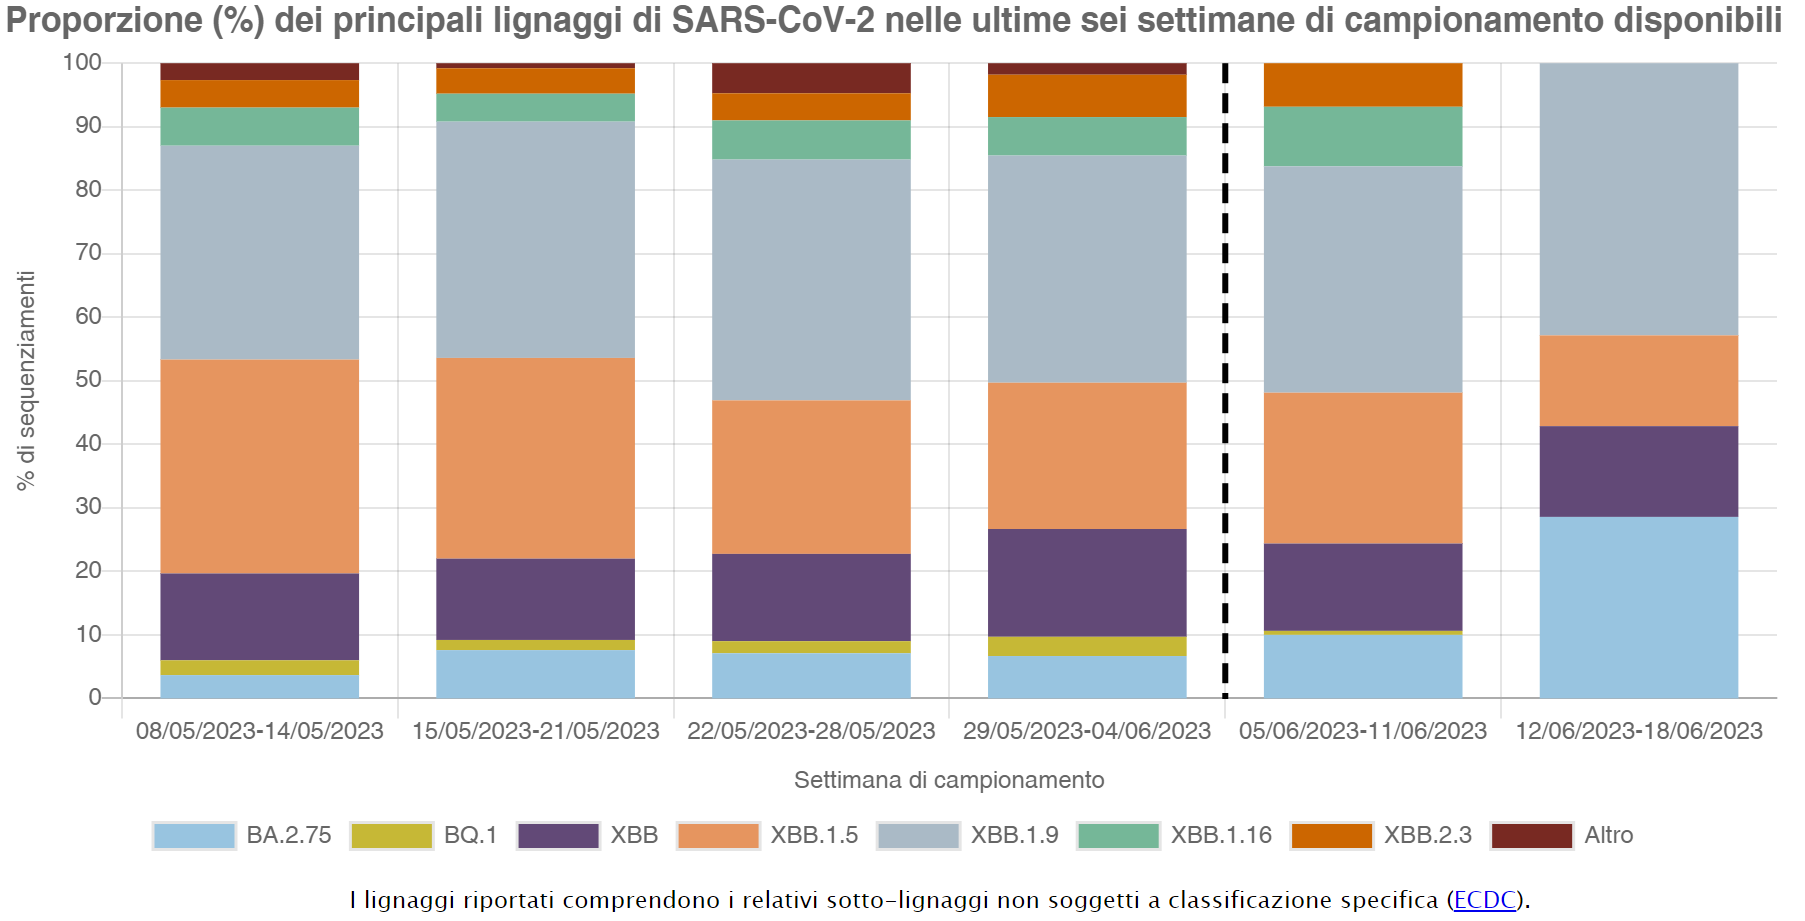 Proporzione (%) dei principali lignaggi di SARS-CoV-2 nelle ultime sei settimane di campionamento disponibili
100
90
80
70
60
50
40
30
20
10
0
% di sequenziamenti
08/05/2023-14/05/2023 15/05/2023-21/05/2023 22/05/2023-28/05/2023 29/05/2023-04/06/2023 05/06/2023-11/06/2023 12/06/2023-18/06/2023
Settimana di campionamento
BA.2.75 BQ.1 XBB XBB.1.5 XBB.1.9 XBB.1.16 XBB.2.3 Altro
I lignaggi riportati comprendono i relativi sotto-lignaggi non soggetti a classificazione specifica (ECDC).